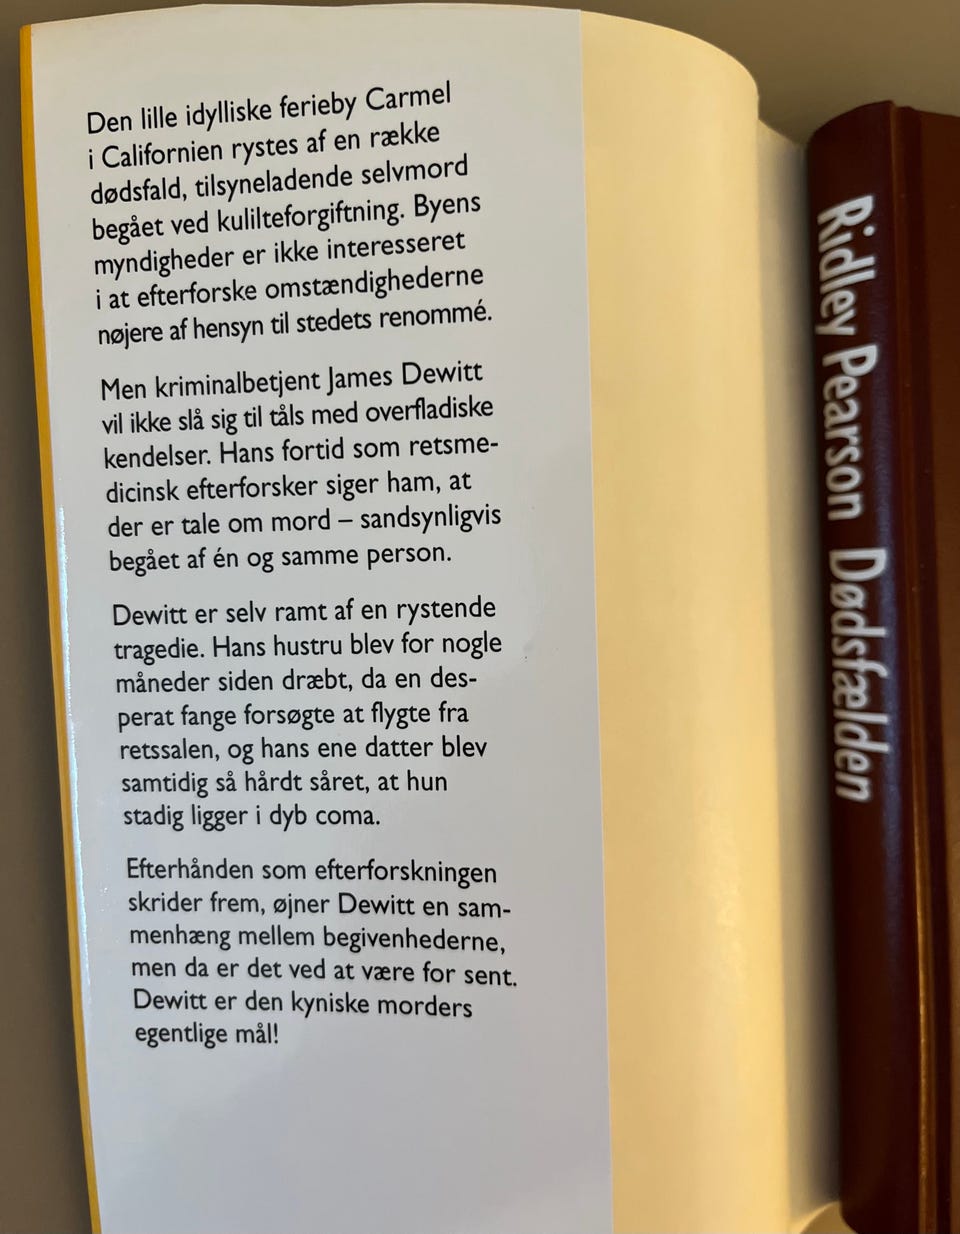 Den lille idylliske ferieby Carmel
i Californien rystes af en række
dødsfald, tilsyneladende selvmord
begået ved kulilteforgiftning. Byens
myndigheder er ikke interesseret
i at efterforske omstændighederne
nøjere af hensyn til stedets renommé.
Men kriminalbetjent James Dewitt
vil ikke slå sig til tåls med overfladiske
kendelser. Hans fortid som retsme-
dicinsk efterforsker siger ham, at
der er tale om mord – sandsynligvis
begået af én og samme person.
Dewitt er selv ramt af en rystende
tragedie. Hans hustru blev for nogle
måneder siden dræbt, da en des-
perat fange forsøgte at flygte fra
retssalen, og hans ene datter blev
samtidig så hårdt såret, at hun
stadig ligger i dyb coma.
Efterhånden som efterforskningen
skrider frem, øjner Dewitt en sam-
menhæng mellem begivenhederne,
men da er det ved at være for sent.
Dewitt er den kyniske morders
egentlige mål!
Ridley Pearson Dødsfælden